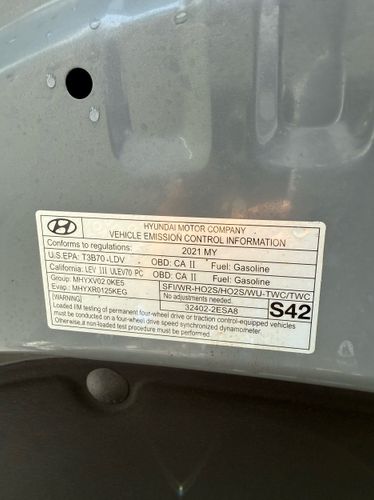 HYUNDAI MOTOR COMPANY
VEHICLE EMISSION CONTROL INFORMATION
Conforms to regulations: 2021 MY
U.S.EPA: T3B70-LDV OBD: CA II Fuel: Gasoline
California: LEV III ULEV70 PC OBD: CA II Fuel: Gasoline
Group: MHYXV02.0KE5 SFI/WR-HO2S/HO2S/WU-TWC/TWC
Evap: MHYXR0125KEG No adjustments needed.
32402-2ESA8 S42
Loaded I/M testing of permanent four-wheel drive or traction control-equipped vehicles
must be conducted on a four-wheel drive speed synchronized dynamometer.
Otherwise a non-loaded test procedure must be performed.